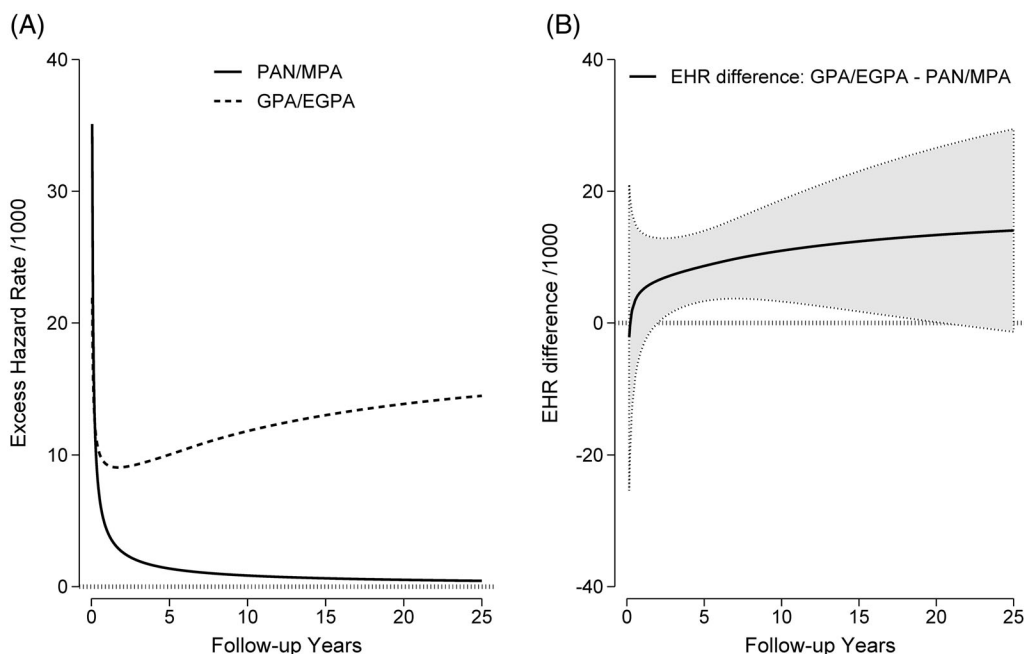 (A)
Excess Hazard Rate /1000
40
30
20
10
0
PAN/MPA
GPA/EGPA
0 5 10 15 20 25
Follow-up Years
(B)
EHR difference /1000
40
20
0
-20
-40
EHR difference: GPA/EGPA - PAN/MPA
0 5 10 15 20 25
Follow-up Years